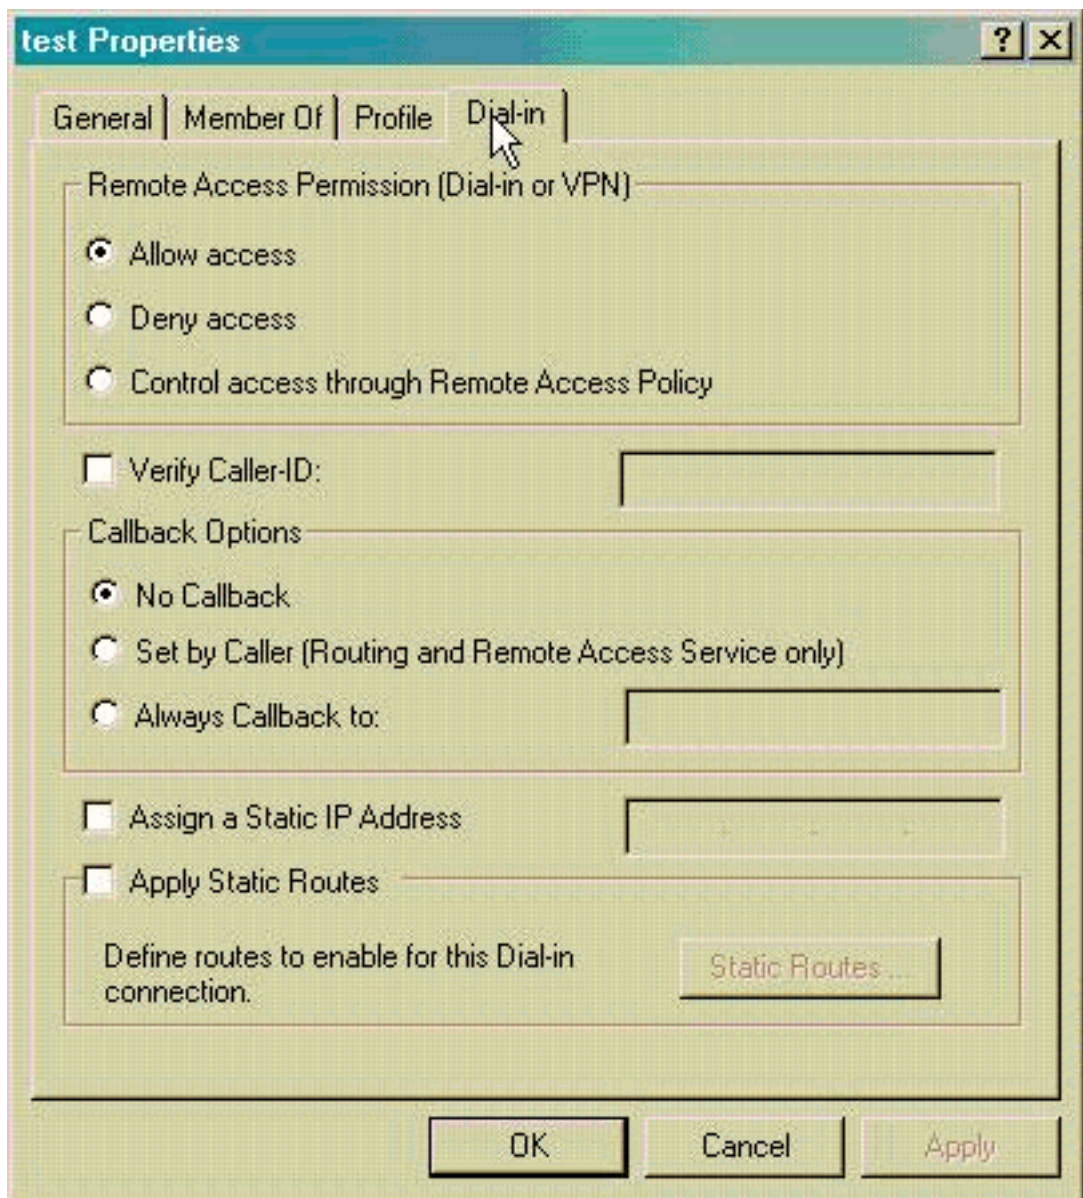 test Properties
General
Member Of
Profile
Dial-in
Remote Access Permission (Dial-in or VPN)
Allow access
Deny access
Control access through Remote Access Policy
Verify Caller-ID:
Callback Options
No Callback
Set by Caller (Routing and Remote Access Service only)
Always Callback to:
Assign a Static IP Address
Apply Static Routes
Define routes to enable for this Dial-in
connection.
Static Routes ...
OK
Cancel
Apply